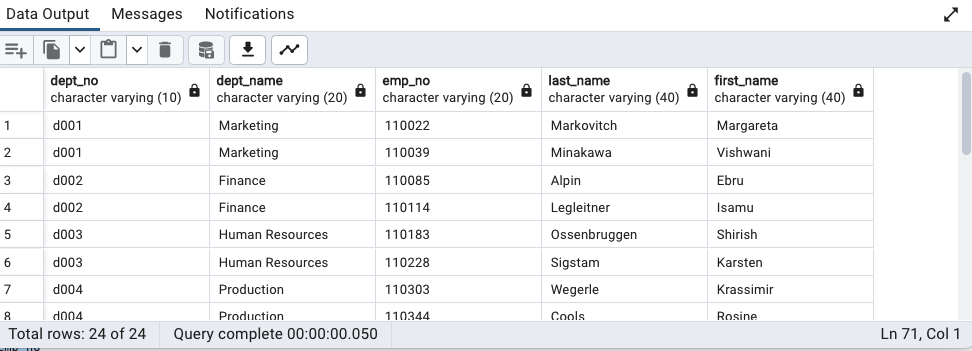 Data Output Messages Notifications
dept_no dept_name emp_no last_name first_name
character varying (10) character varying (20) character varying (20) character varying (40) character varying (40)
1 d001 Marketing 110022 Markovitch Margareta
2 d001 Marketing 110039 Minakawa Vishwani
3 d002 Finance 110085 Alpin Ebru
4 d002 Finance 110114 Legleitner Isamu
5 d003 Human Resources 110183 Ossenbruggen Shirish
6 d003 Human Resources 110228 Sigstam Karsten
7 d004 Production 110303 Wegerle Krassimir
8 d004 Production 110344 Cools Rosine
Total rows: 24 of 24 Query complete 00:00:00.050 Ln 71, Col 1